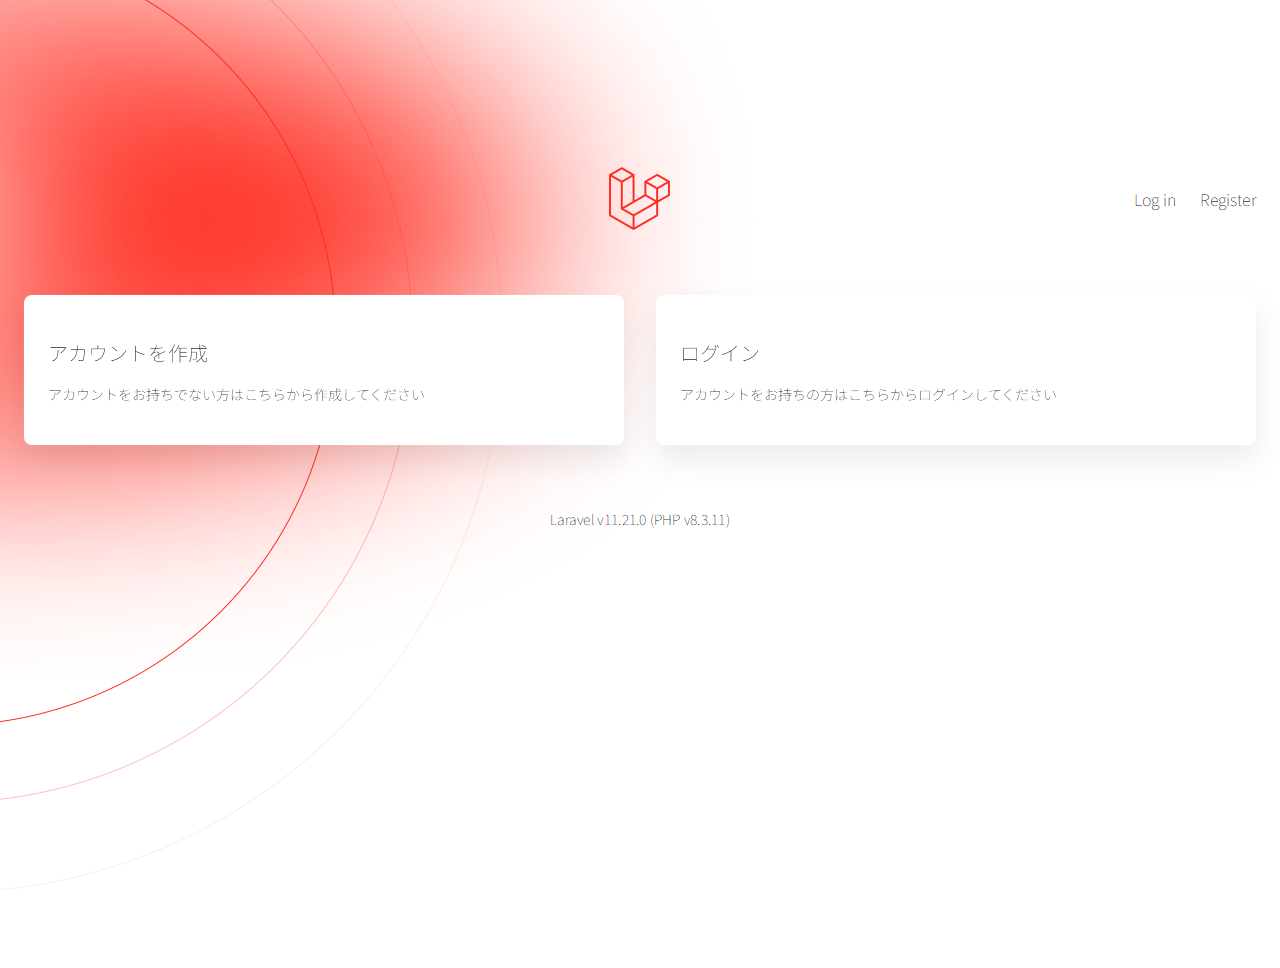 Log in Register
アカウントを作成
アカウントをお持ちでない方はこちらから作成してください
ログイン
アカウントをお持ちの方はこちらからログインしてください
Laravel v11.21.0 (PHP v8.3.11)